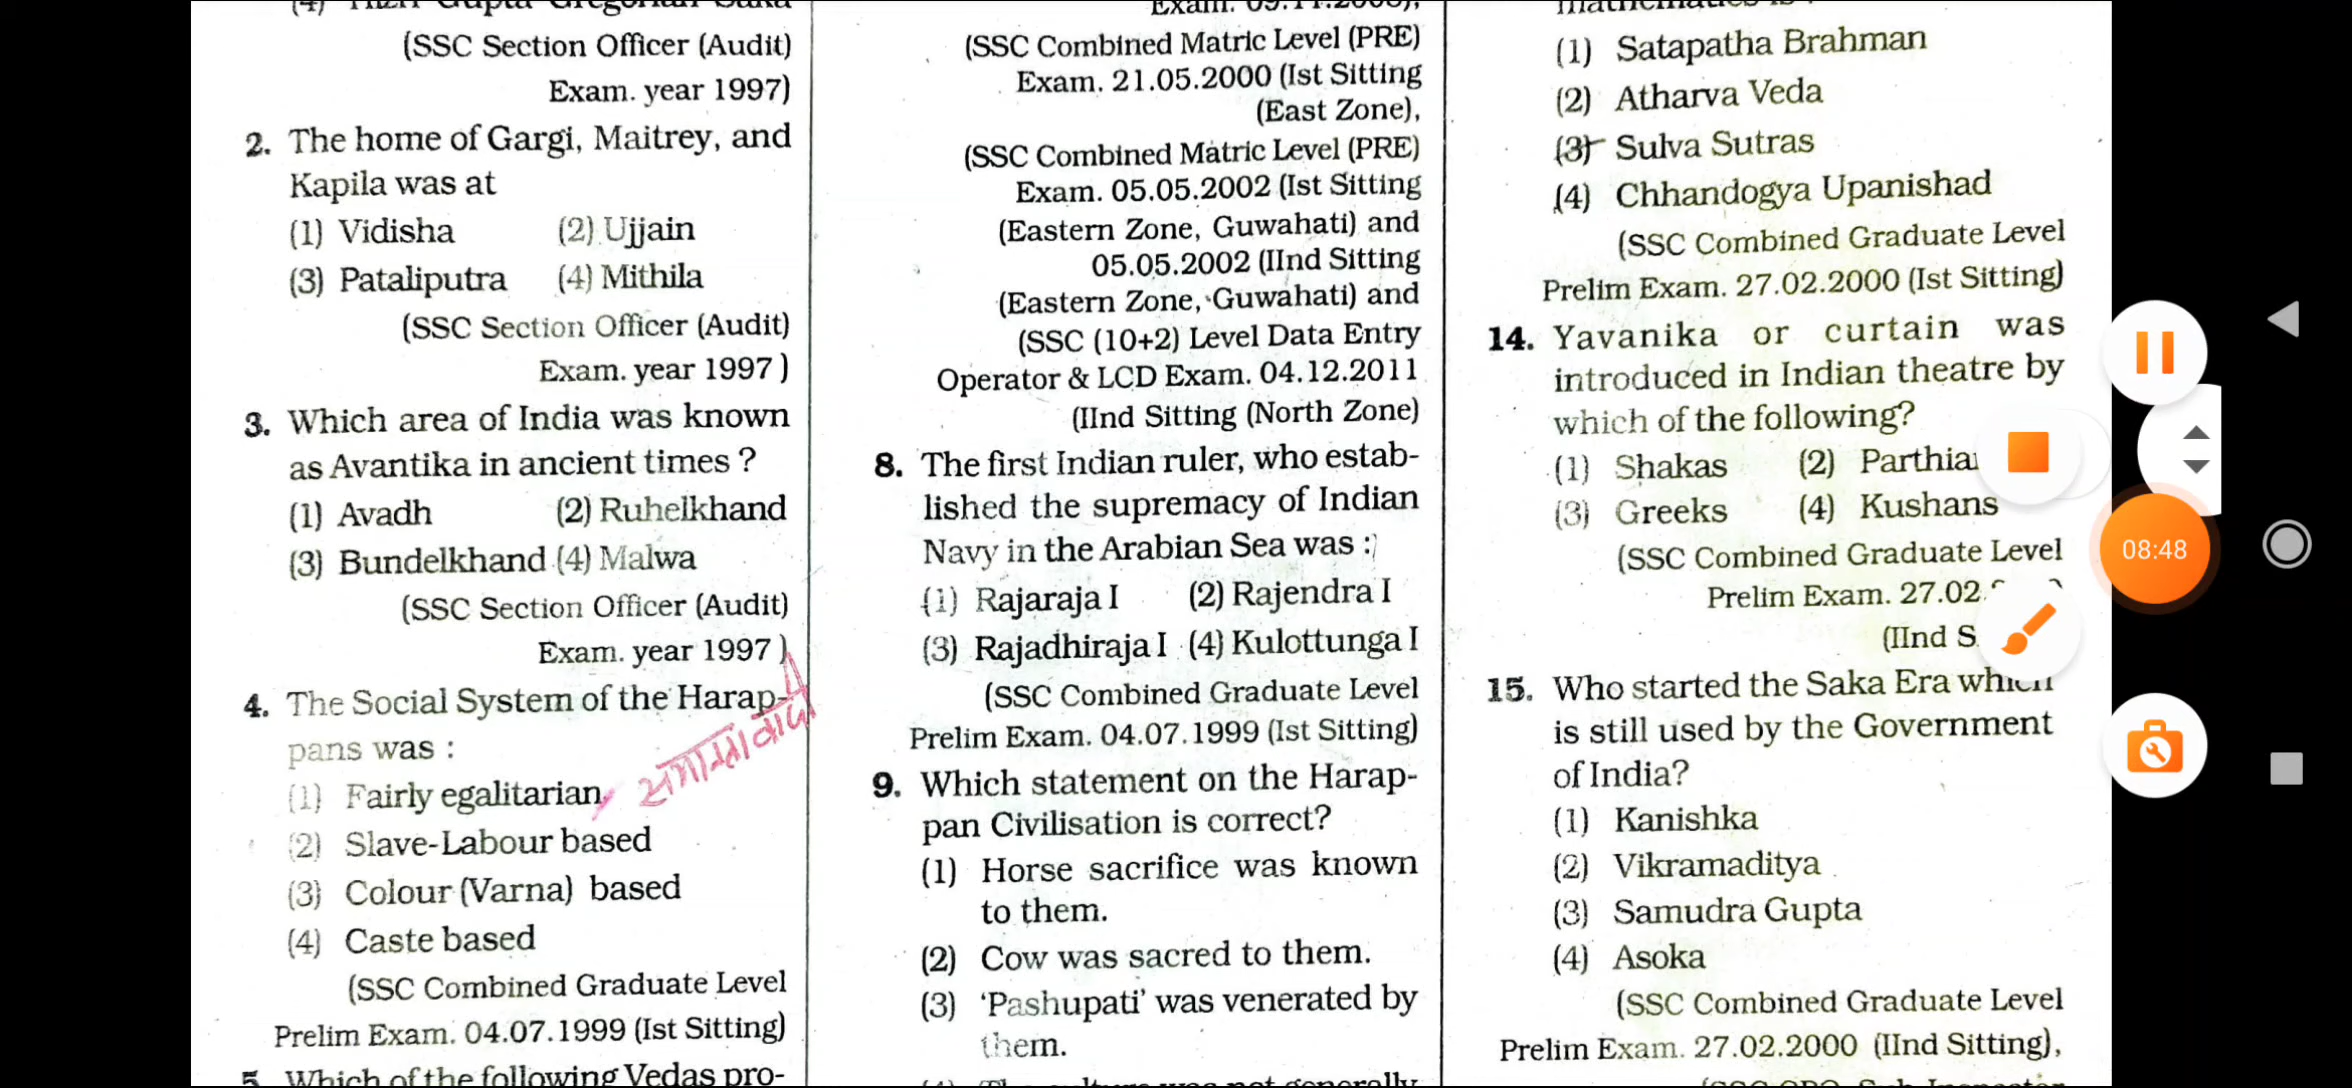 (SSC Section Officer (Audit)
Exam. year 1997)
2. The home of Gargi, Maitrey, and
Kapila was at
(1) Vidisha (2) Ujjain
(3) Pataliputra (4) Mithila
(SSC Section Officer (Audit)
Exam. year 1997 )
3. Which area of India was known
as Avantika in ancient times ?
(1) Avadh (2) Ruhelkhand
(3) Bundelkhand (4) Malwa
(SSC Section Officer (Audit)
Exam. year 1997 )
4. The Social System of the Harap-
pans was :
(1) Fairly egalitarian
(2) Slave-Labour based
(3) Colour (Varna) based
(4) Caste based
(SSC Combined Graduate Level
Prelim Exam. 04.07.1999 (Ist Sitting)
5 Which of the following Vedas pro-
(SSC Combined Matric Level (PRE)
Exam. 21.05.2000 (Ist Sitting
(East Zone),
(SSC Combined Matric Level (PRE)
Exam. 05.05.2002 (Ist Sitting
(Eastern Zone, Guwahati) and
05.05.2002 (IInd Sitting
(Eastern Zone, Guwahati) and
(SSC (10+2) Level Data Entry
Operator & LCD Exam. 04.12.2011
(IInd Sitting (North Zone)
8. The first Indian ruler, who estab-
lished the supremacy of Indian
Navy in the Arabian Sea was :
(1) Rajaraja I (2) Rajendra I
(3) Rajadhiraja I (4) Kulottunga I
(SSC Combined Graduate Level
Prelim Exam. 04.07.1999 (Ist Sitting)
9. Which statement on the Harap-
pan Civilisation is correct?
(1) Horse sacrifice was known
to them.
(2) Cow was sacred to them.
(3) 'Pashupati' was venerated by
them.
(1) Satapatha Brahman
(2) Atharva Veda
(3) Sulva Sutras
(4) Chhandogya Upanishad
(SSC Combined Graduate Level
Prelim Exam. 27.02.2000 (Ist Sitting)
14. Yavanika or curtain was
introduced in Indian theatre by
which of the following?
(1) Shakas (2) Parthia
(3) Greeks (4) Kushans
(SSC Combined Graduate Level
Prelim Exam. 27.02.
(IInd S
15. Who started the Saka Era which
is still used by the Government
of India?
(1) Kanishka
(2) Vikramaditya
(3) Samudra Gupta
(4) Asoka
(SSC Combined Graduate Level
Prelim Exam. 27.02.2000 (IInd Sitting),
08:48